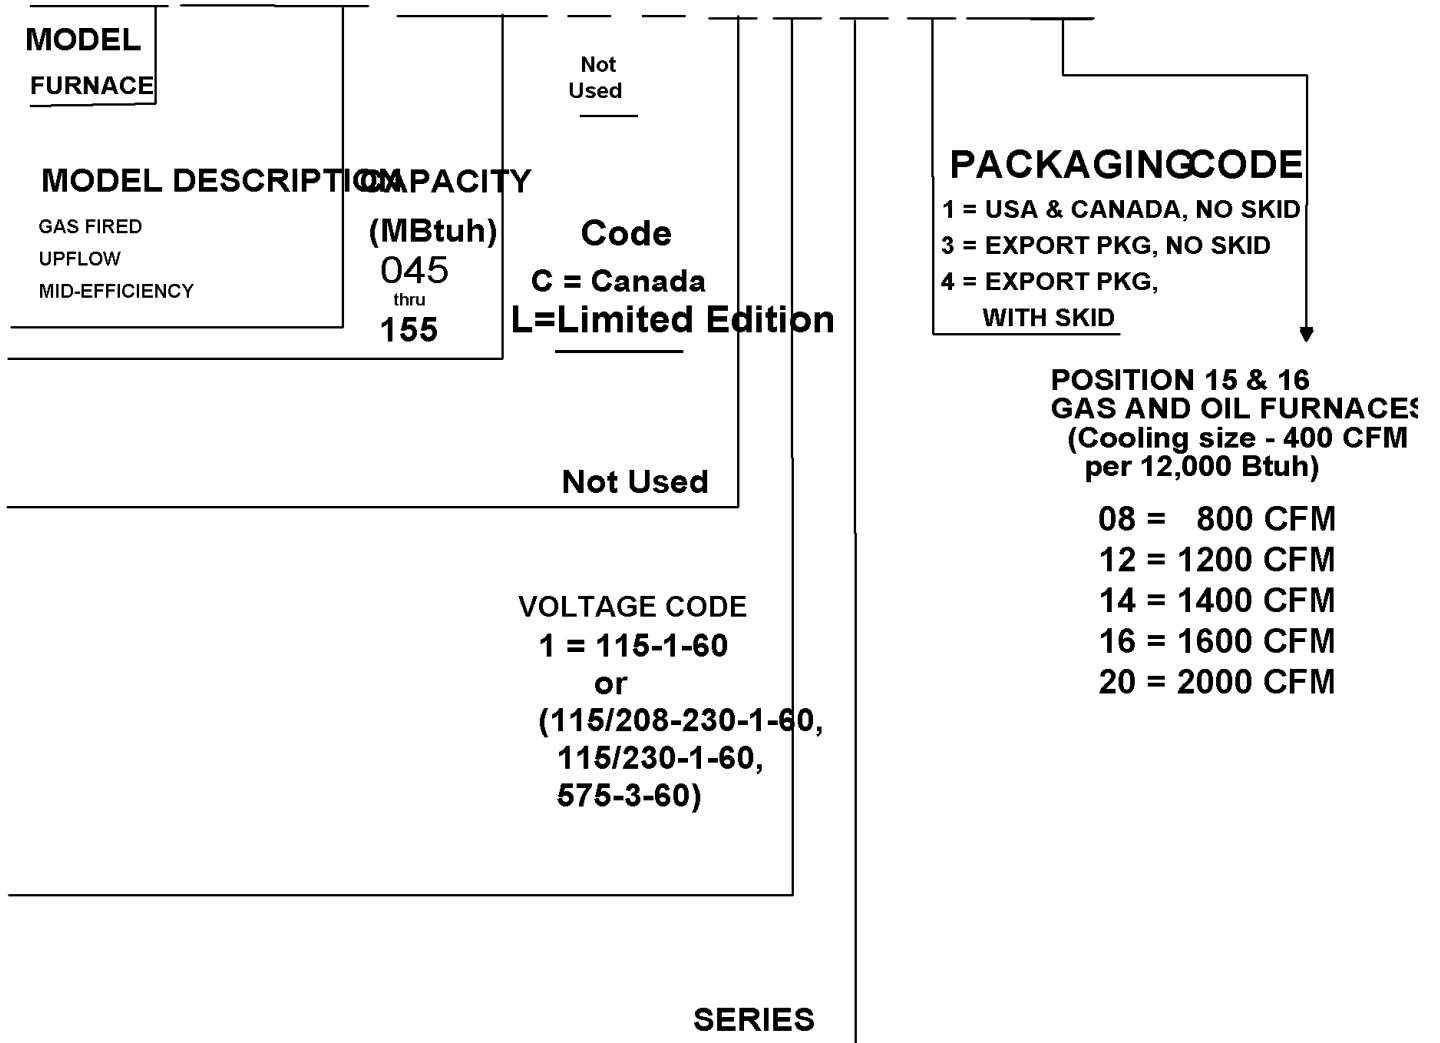 MODEL
FURNACE
MODEL DESCRIPTION
GAS FIRED
UPFLOW
MID-EFFICIENCY
CAPACITY
(MBtuh)
045
thru
155
Not
Used
Code
C = Canada
L=Limited Edition
Not Used
VOLTAGE CODE
1 = 115-1-60
or
(115/208-230-1-60,
115/230-1-60,
575-3-60)
SERIES
PACKAGING CODE
1 = USA & CANADA, NO SKID
3 = EXPORT PKG, NO SKID
4 = EXPORT PKG,
WITH SKID
POSITION 15 & 16
GAS AND OIL FURNACES
(Cooling size - 400 CFM
per 12,000 Btuh)
08 = 800 CFM
12 = 1200 CFM
14 = 1400 CFM
16 = 1600 CFM
20 = 2000 CFM